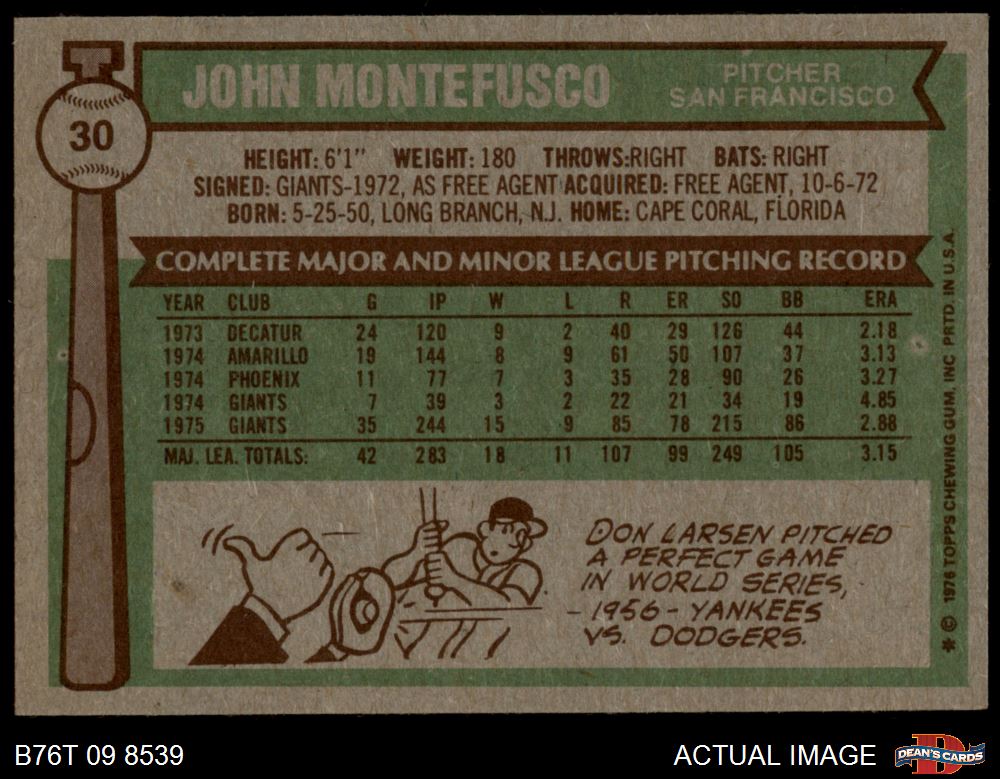 30
JOHN MONTEFUSCO
PITCHER
SAN FRANCISCO
HEIGHT: 6'1" WEIGHT: 180 THROWS:RIGHT BATS: RIGHT
SIGNED: GIANTS-1972, AS FREE AGENT ACQUIRED: FREE AGENT, 10-6-72
BORN: 5-25-50, LONG BRANCH, N.J. HOME: CAPE CORAL, FLORIDA
COMPLETE MAJOR AND MINOR LEAGUE PITCHING RECORD
YEAR CLUB G IP W L R ER SO BB ERA
1973 DECATUR 24 120 9 2 40 29 126 44 2.18
1974 AMARILLO 19 144 8 9 61 50 107 37 3.13
1974 PHOENIX 11 77 7 3 35 28 90 26 3.27
1974 GIANTS 7 39 3 2 22 21 34 19 4.85
1975 GIANTS 35 244 15 9 85 78 215 86 2.88
MAJ. LEA. TOTALS: 42 283 18 11 107 99 249 105 3.15
DON LARSEN PITCHED
A PERFECT GAME
IN WORLD SERIES,
-1956- YANKEES
VS. DODGERS.
* © 1976 TOPPS CHEWING GUM, INC PRTD. IN U.S.A.
B76T 09 8539
ACTUAL IMAGE
DEAN'S CARDS